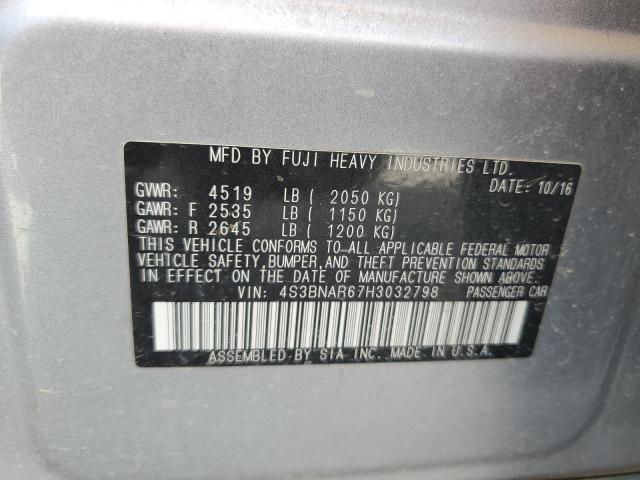 MFD BY FUJI HEAVY INDUSTRIES LTD.
DATE: 10/16
GVWR: 4519 LB ( 2050 KG)
GAWR: F 2535 LB ( 1150 KG)
GAWR: R 2645 LB ( 1200 KG)
THIS VEHICLE CONFORMS TO ALL APPLICABLE FEDERAL MOTOR
VEHICLE SAFETY, BUMPER, AND THEFT PREVENTION STANDARDS
IN EFFECT ON THE DATE OF MANUFACTURE SHOWN ABOVE.
VIN: 4S3BNAR67H3032798 PASSENGER CAR
ASSEMBLED BY SIA INC. MADE IN U.S.A.